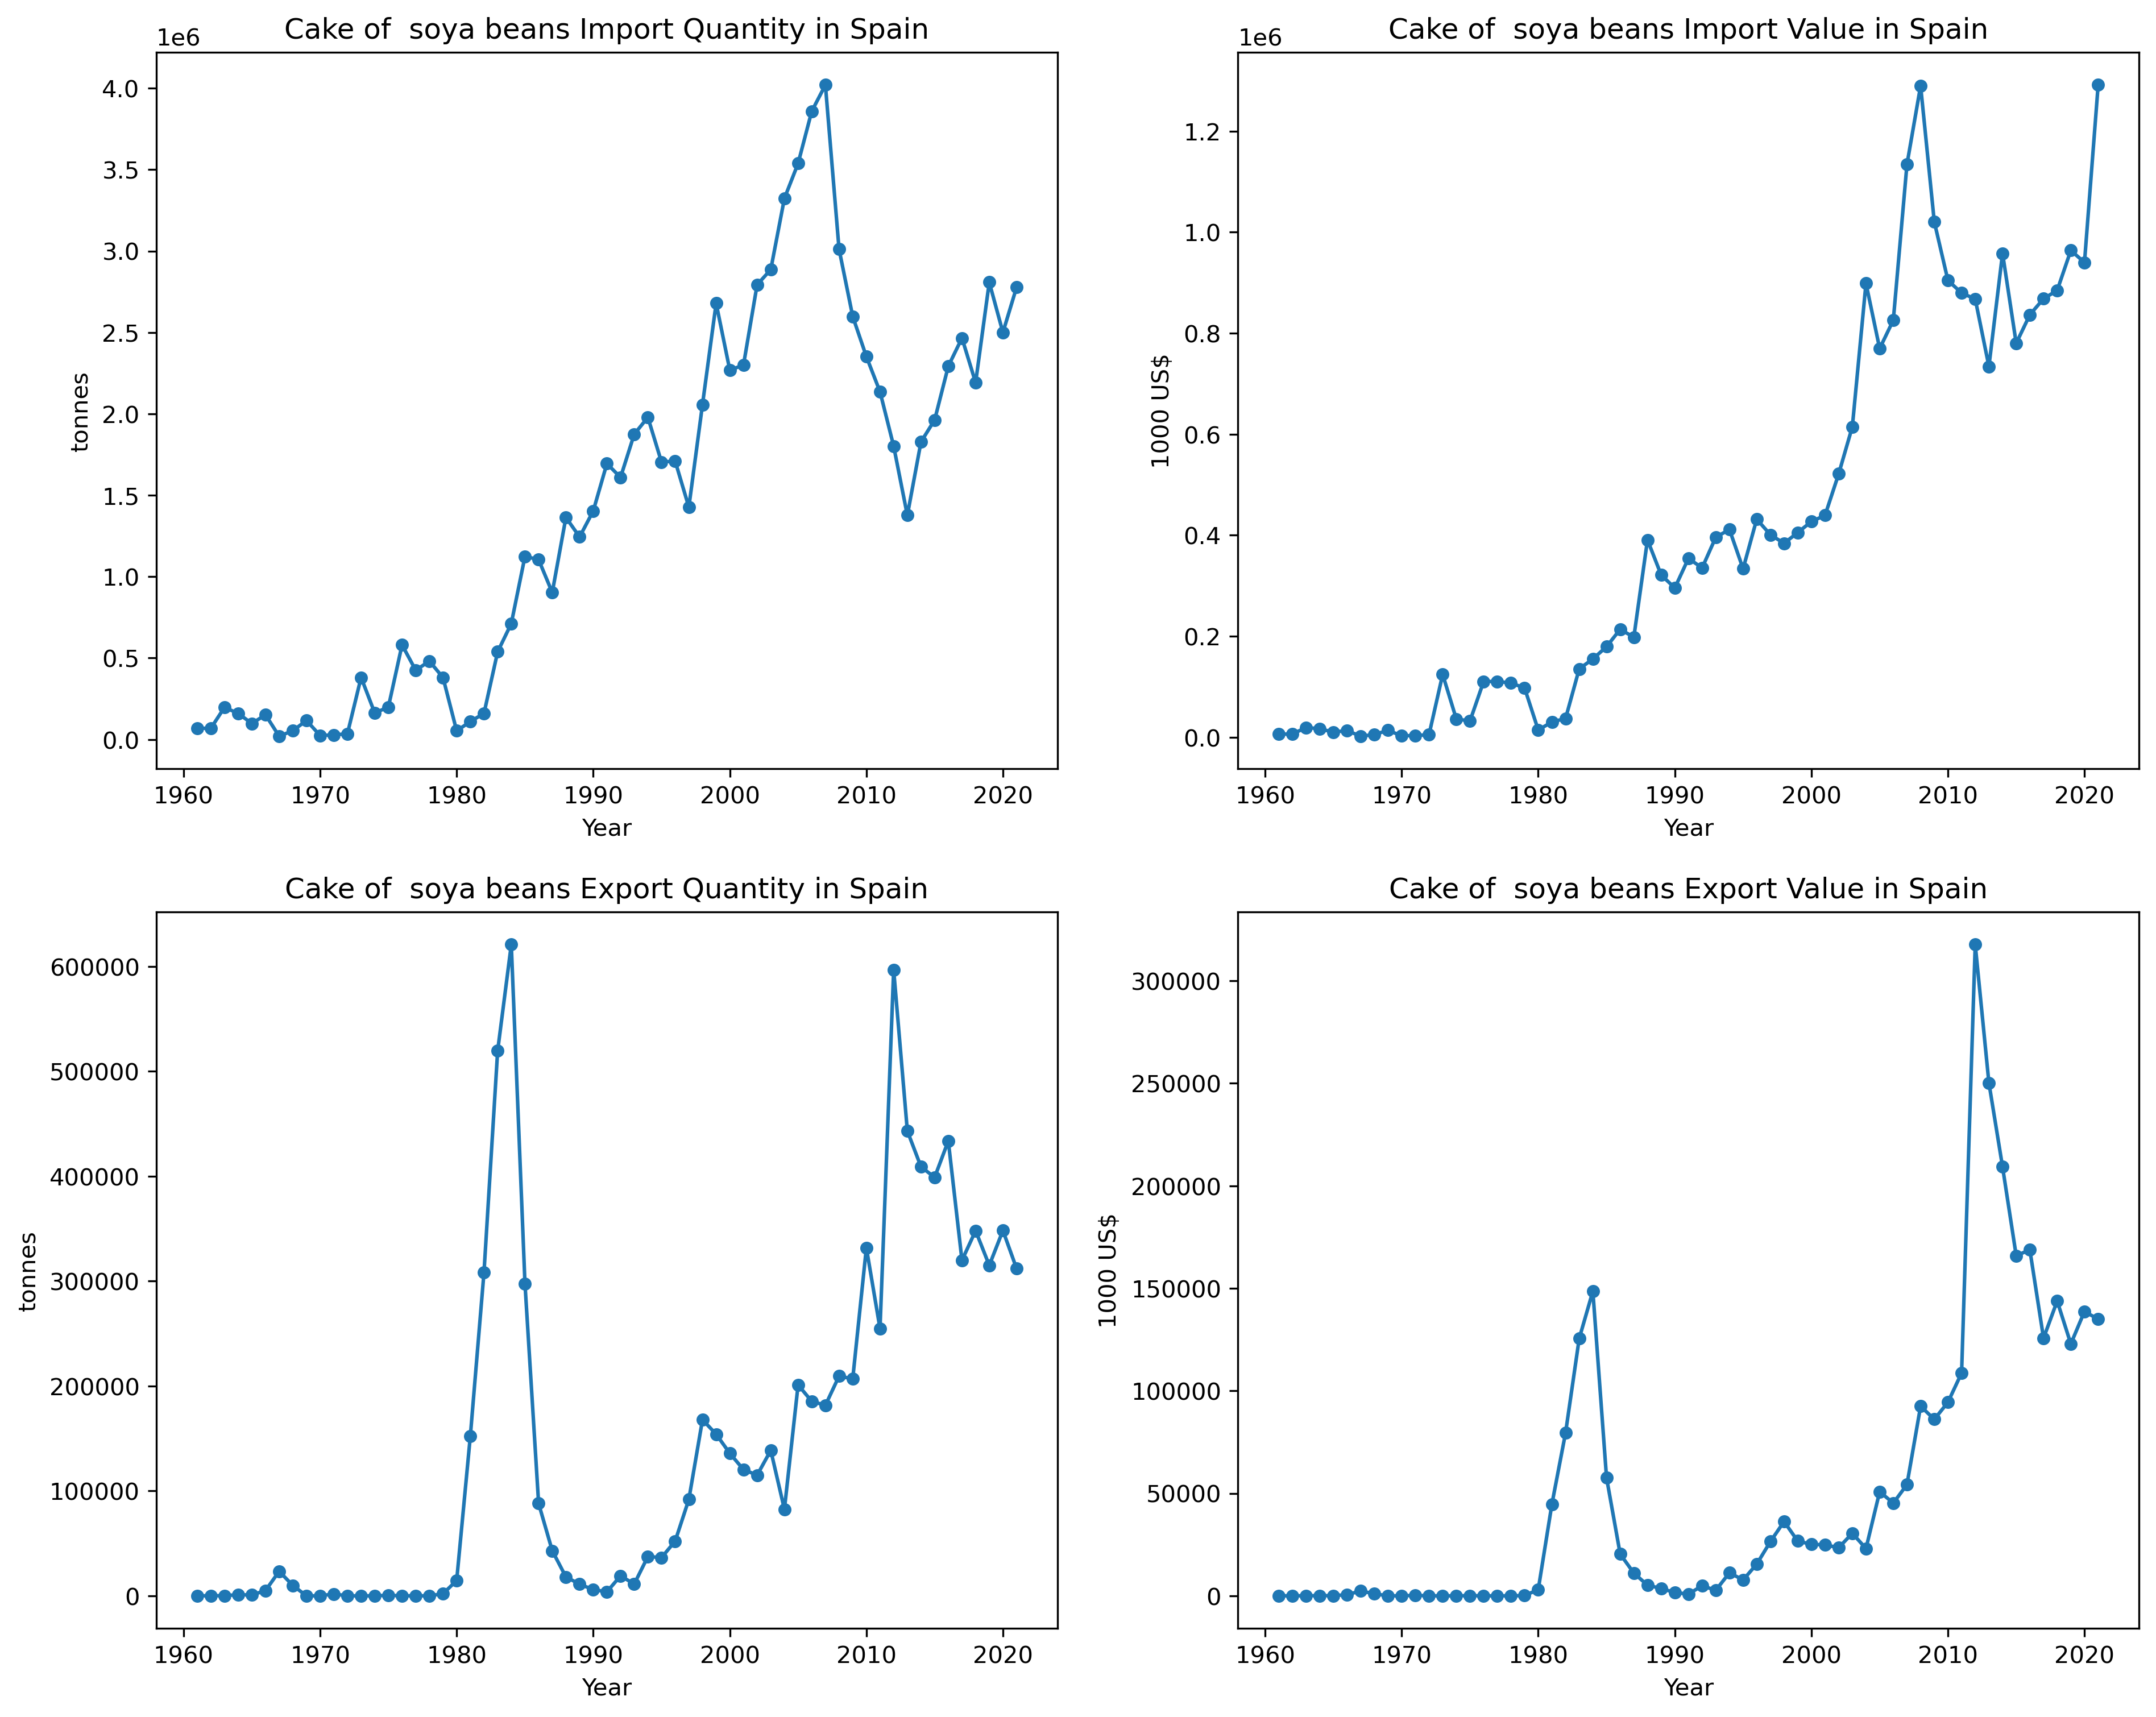 Cake of  soya beans Import Quantity in Spain
1e6
4.0
3.5
3.0
2.5
2.0
1.5
1.0
0.5
0.0
tonnes
1960 1970 1980 1990 2000 2010 2020
Year
Cake of  soya beans Import Value in Spain
1e6
1.2
1.0
0.8
0.6
0.4
0.2
0.0
1000 US$
1960 1970 1980 1990 2000 2010 2020
Year
Cake of  soya beans Export Quantity in Spain
600000
500000
400000
300000
200000
100000
0
tonnes
1960 1970 1980 1990 2000 2010 2020
Year
Cake of  soya beans Export Value in Spain
300000
250000
200000
150000
100000
50000
0
1000 US$
1960 1970 1980 1990 2000 2010 2020
Year